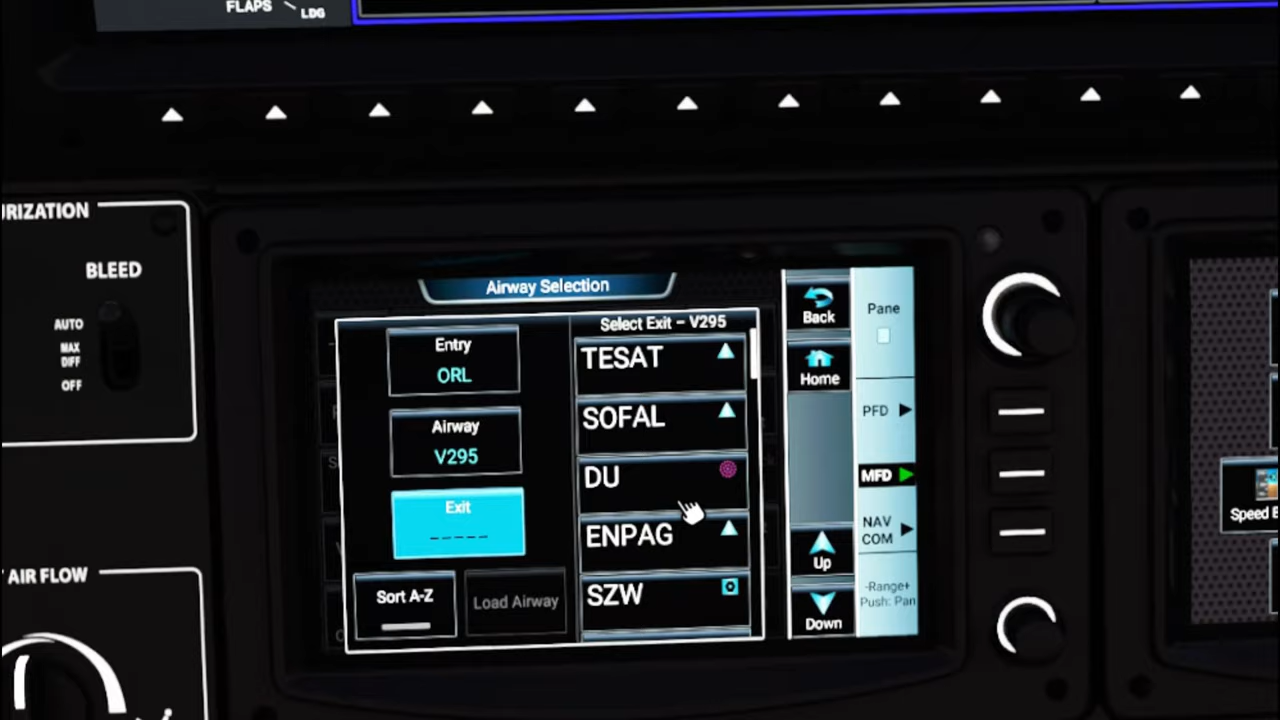 FLAPS
LDG
URIZATION
BLEED
AUTO
MAX
DIFF
OFF
AIR FLOW
Airway Selection
Entry
ORL
Airway
V295
Exit
_____
Sort A-Z
Load Airway
Select Exit – V295
TESAT
SOFAL
DU
ENPAG
SZW
Back
Home
Up
Down
Pane
PFD
MFD
NAV
COM
-Range+
Push: Pan
Speed